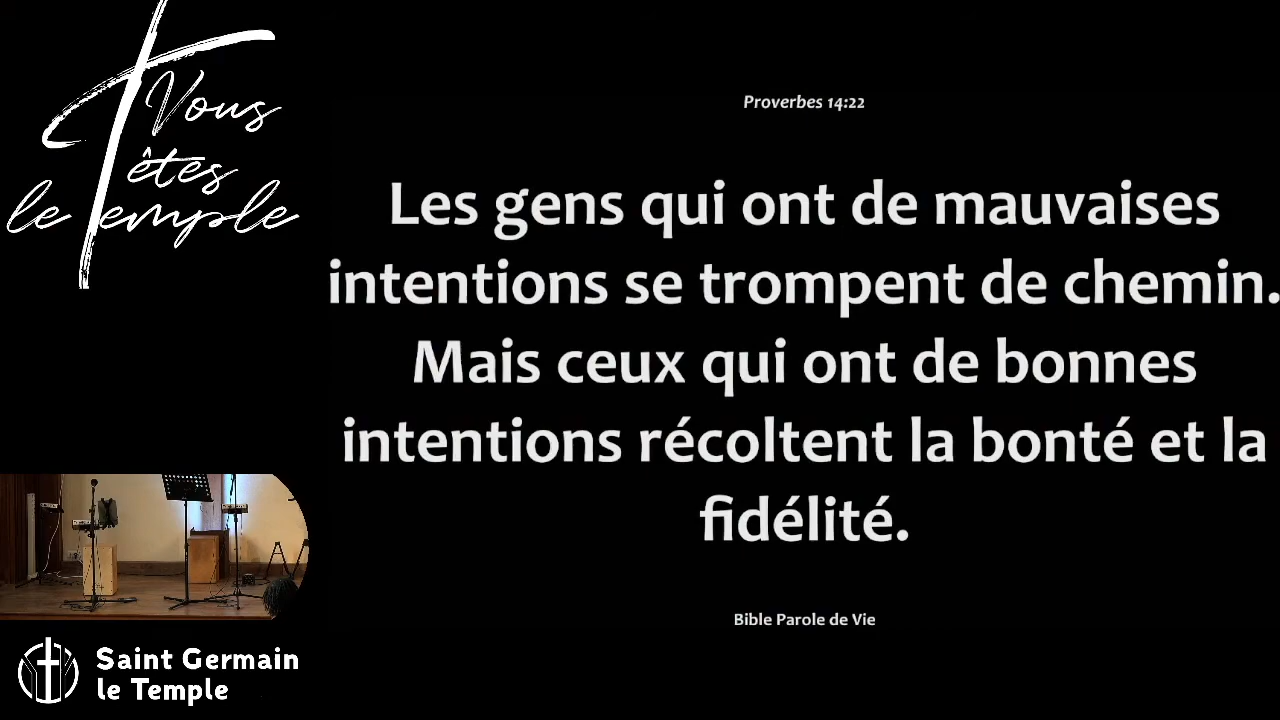 Vous
êtes
le temple
Proverbes 14:22
Les gens qui ont de mauvaises
intentions se trompent de chemin.
Mais ceux qui ont de bonnes
intentions récoltent la bonté et la
fidélité.
Bible Parole de Vie
Saint Germain
le Temple